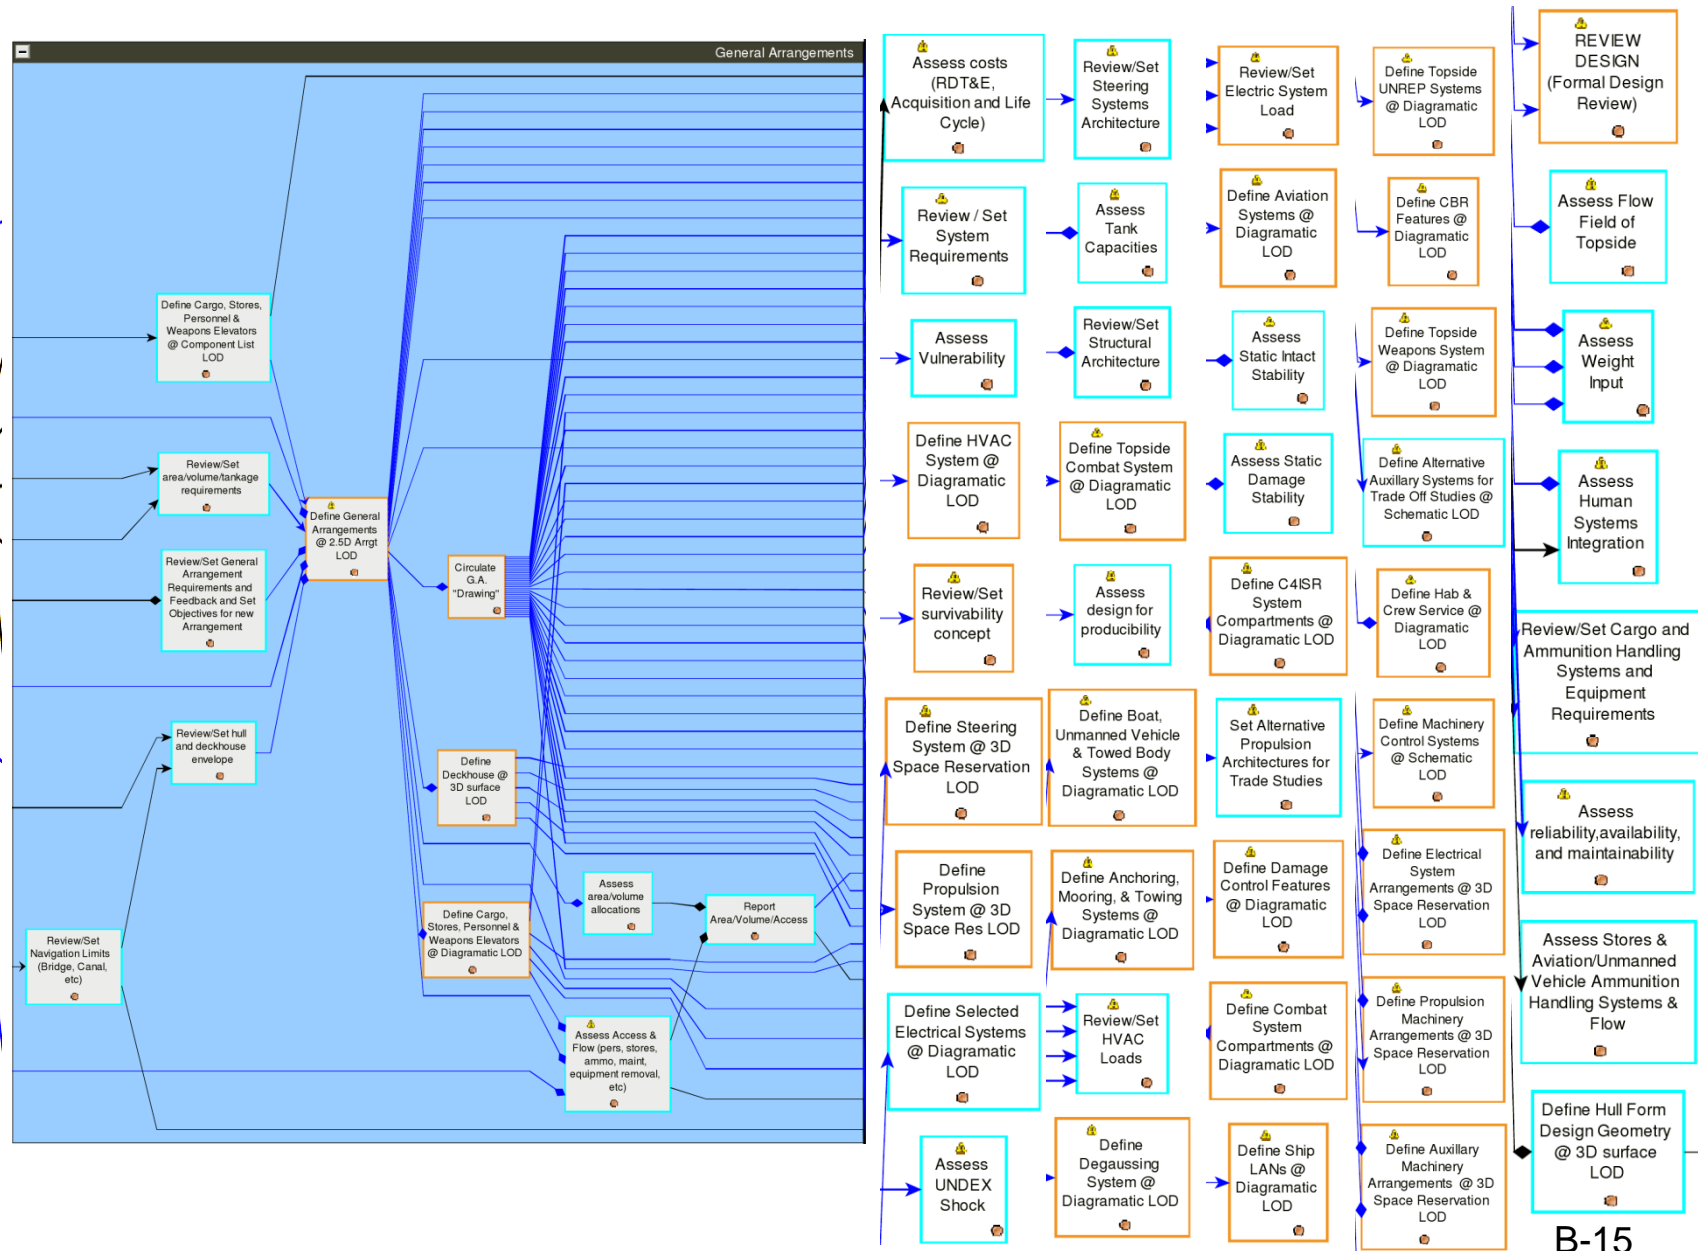 General Arrangements
Define Cargo, Stores,
Personnel &
Weapons Elevators
@ Component List
LOD
Review/Set
area/volume/tankage
requirements
Review/Set General
Arrangement
Requirements and
Feedback and Set
Objectives for new
Arrangement
Review/Set hull
and deckhouse
envelope
Review/Set
Navigation Limits
(Bridge, Canal,
etc)
Define General
Arrangements
@ 2.5D Arrgt
LOD
Circulate
G.A.
"Drawing"
Define
Deckhouse @
3D surface
LOD
Define Cargo,
Stores, Personnel &
Weapons Elevators
@ Diagramatic LOD
Assess
area/volume
allocations
Report
Area/Volume/Access
Assess Access &
Flow (pers, stores,
ammo, maint,
equipment removal,
etc)
Assess costs
(RDT&E,
Acquisition and Life
Cycle)
Review / Set
System
Requirements
Assess
Vulnerability
Define HVAC
System @
Diagramatic
LOD
Review/Set
survivability
concept
Define Steering
System @ 3D
Space Reservation
LOD
Define
Propulsion
System @ 3D
Space Res LOD
Define Selected
Electrical Systems
@ Diagramatic
LOD
Assess
UNDEX
Shock
Review/Set
Steering
Systems
Architecture
Assess
Tank
Capacities
Review/Set
Structural
Architecture
Define Topside
Combat System
@ Diagramatic
LOD
Assess
design for
producibility
Define Boat,
Unmanned Vehicle
& Towed Body
Systems @
Diagramatic LOD
Define Anchoring,
Mooring, & Towing
Systems @
Diagramatic LOD
Review/Set
HVAC
Loads
Define
Degaussing
System @
Diagramatic LOD
Review/Set
Electric System
Load
Define Aviation
Systems @
Diagramatic
LOD
Assess
Static Intact
Stability
Assess Static
Damage
Stability
Define C4ISR
System
Compartments @
Diagramatic LOD
Set Alternative
Propulsion
Architectures for
Trade Studies
Define Damage
Control Features
@ Diagramatic
LOD
Define Combat
System
Compartments @
Diagramatic LOD
Define Ship
LANs @
Diagramatic
LOD
Define Topside
UNREP Systems
@ Diagramatic
LOD
Define CBR
Features @
Diagramatic
LOD
Define Topside
Weapons System
@ Diagramatic
LOD
Define Alternative
Auxillary Systems for
Trade Off Studies @
Schematic LOD
Define Hab &
Crew Service @
Diagramatic
LOD
Define Machinery
Control Systems
@ Schematic
LOD
Define Electrical
System
Arrangements @ 3D
Space Reservation
LOD
Define Propulsion
Machinery
Arrangements @ 3D
Space Reservation
LOD
Define Auxillary
Machinery
Arrangements @ 3D
Space Reservation
LOD
REVIEW
DESIGN
(Formal Design
Review)
Assess Flow
Field of
Topside
Assess
Weight
Input
Assess
Human
Systems
Integration
Review/Set Cargo and
Ammunition Handling
Systems and
Equipment
Requirements
Assess
reliability,availability,
and maintainability
Assess Stores &
Aviation/Unmanned
Vehicle Ammunition
Handling Systems &
Flow
Define Hull Form
Design Geometry
@ 3D surface
LOD
B-15